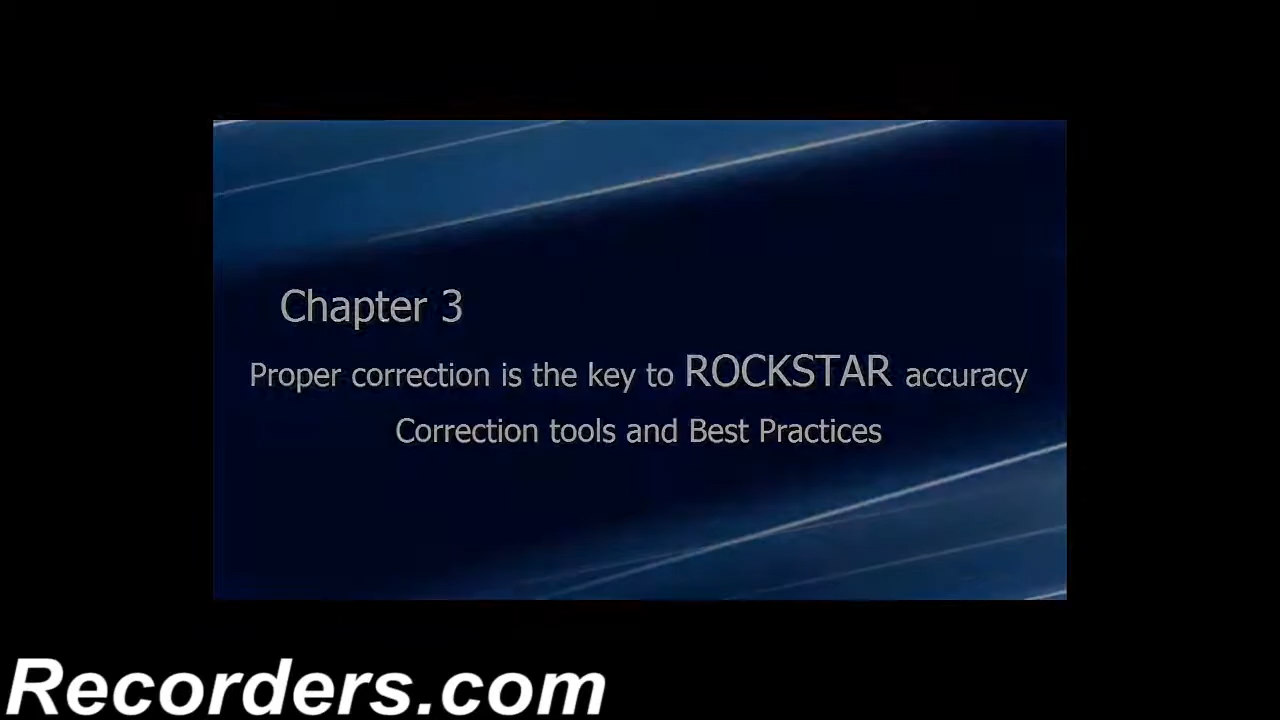 Chapter 3
Proper correction is the key to ROCKSTAR accuracy
Correction tools and Best Practices
Recorders.com